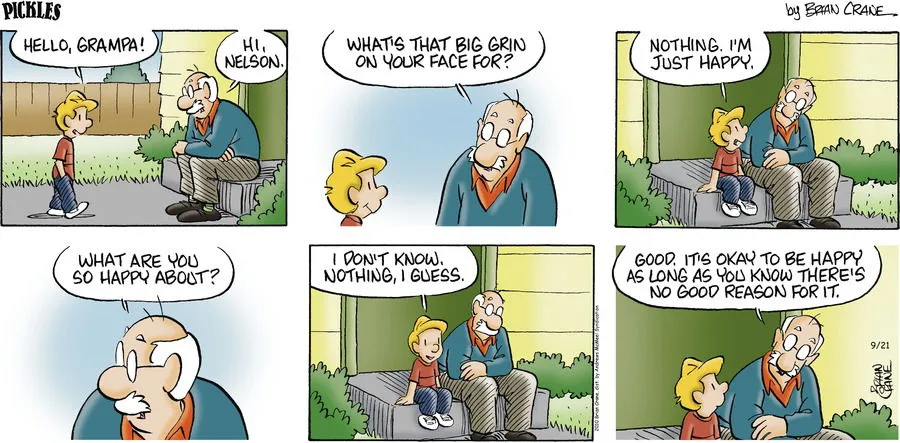 PICKLES
by BRIAN CRANE
HELLO, GRAMPA!
HI,
NELSON.
WHAT'S THAT BIG GRIN
ON YOUR FACE FOR?
NOTHING. I'M
JUST HAPPY.
WHAT ARE YOU
SO HAPPY ABOUT?
I DON'T KNOW.
NOTHING, I GUESS.
GOOD. IT'S OKAY TO BE HAPPY
AS LONG AS YOU KNOW THERE'S
NO GOOD REASON FOR IT.
9/21
BRIAN
CRANE